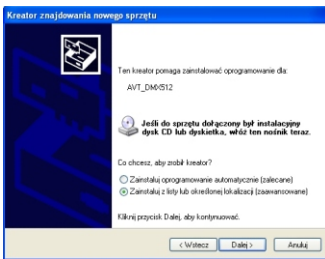 Kreator znajdowania nowego sprzętu
Ten kreator pomaga zainstalować oprogramowanie dla:
AVT_DMX512
Jeśli do sprzętu dołączony był instalacyjny
dysk CD lub dyskietka, włóż ten nośnik teraz.
Co chcesz, aby zrobił kreator?
Zainstaluj oprogramowanie automatycznie (zalecane)
Zainstaluj z listy lub określonej lokalizacji (zaawansowane)
Kliknij przycisk Dalej, aby kontynuować.
< Wstecz
Dalej >
Anuluj